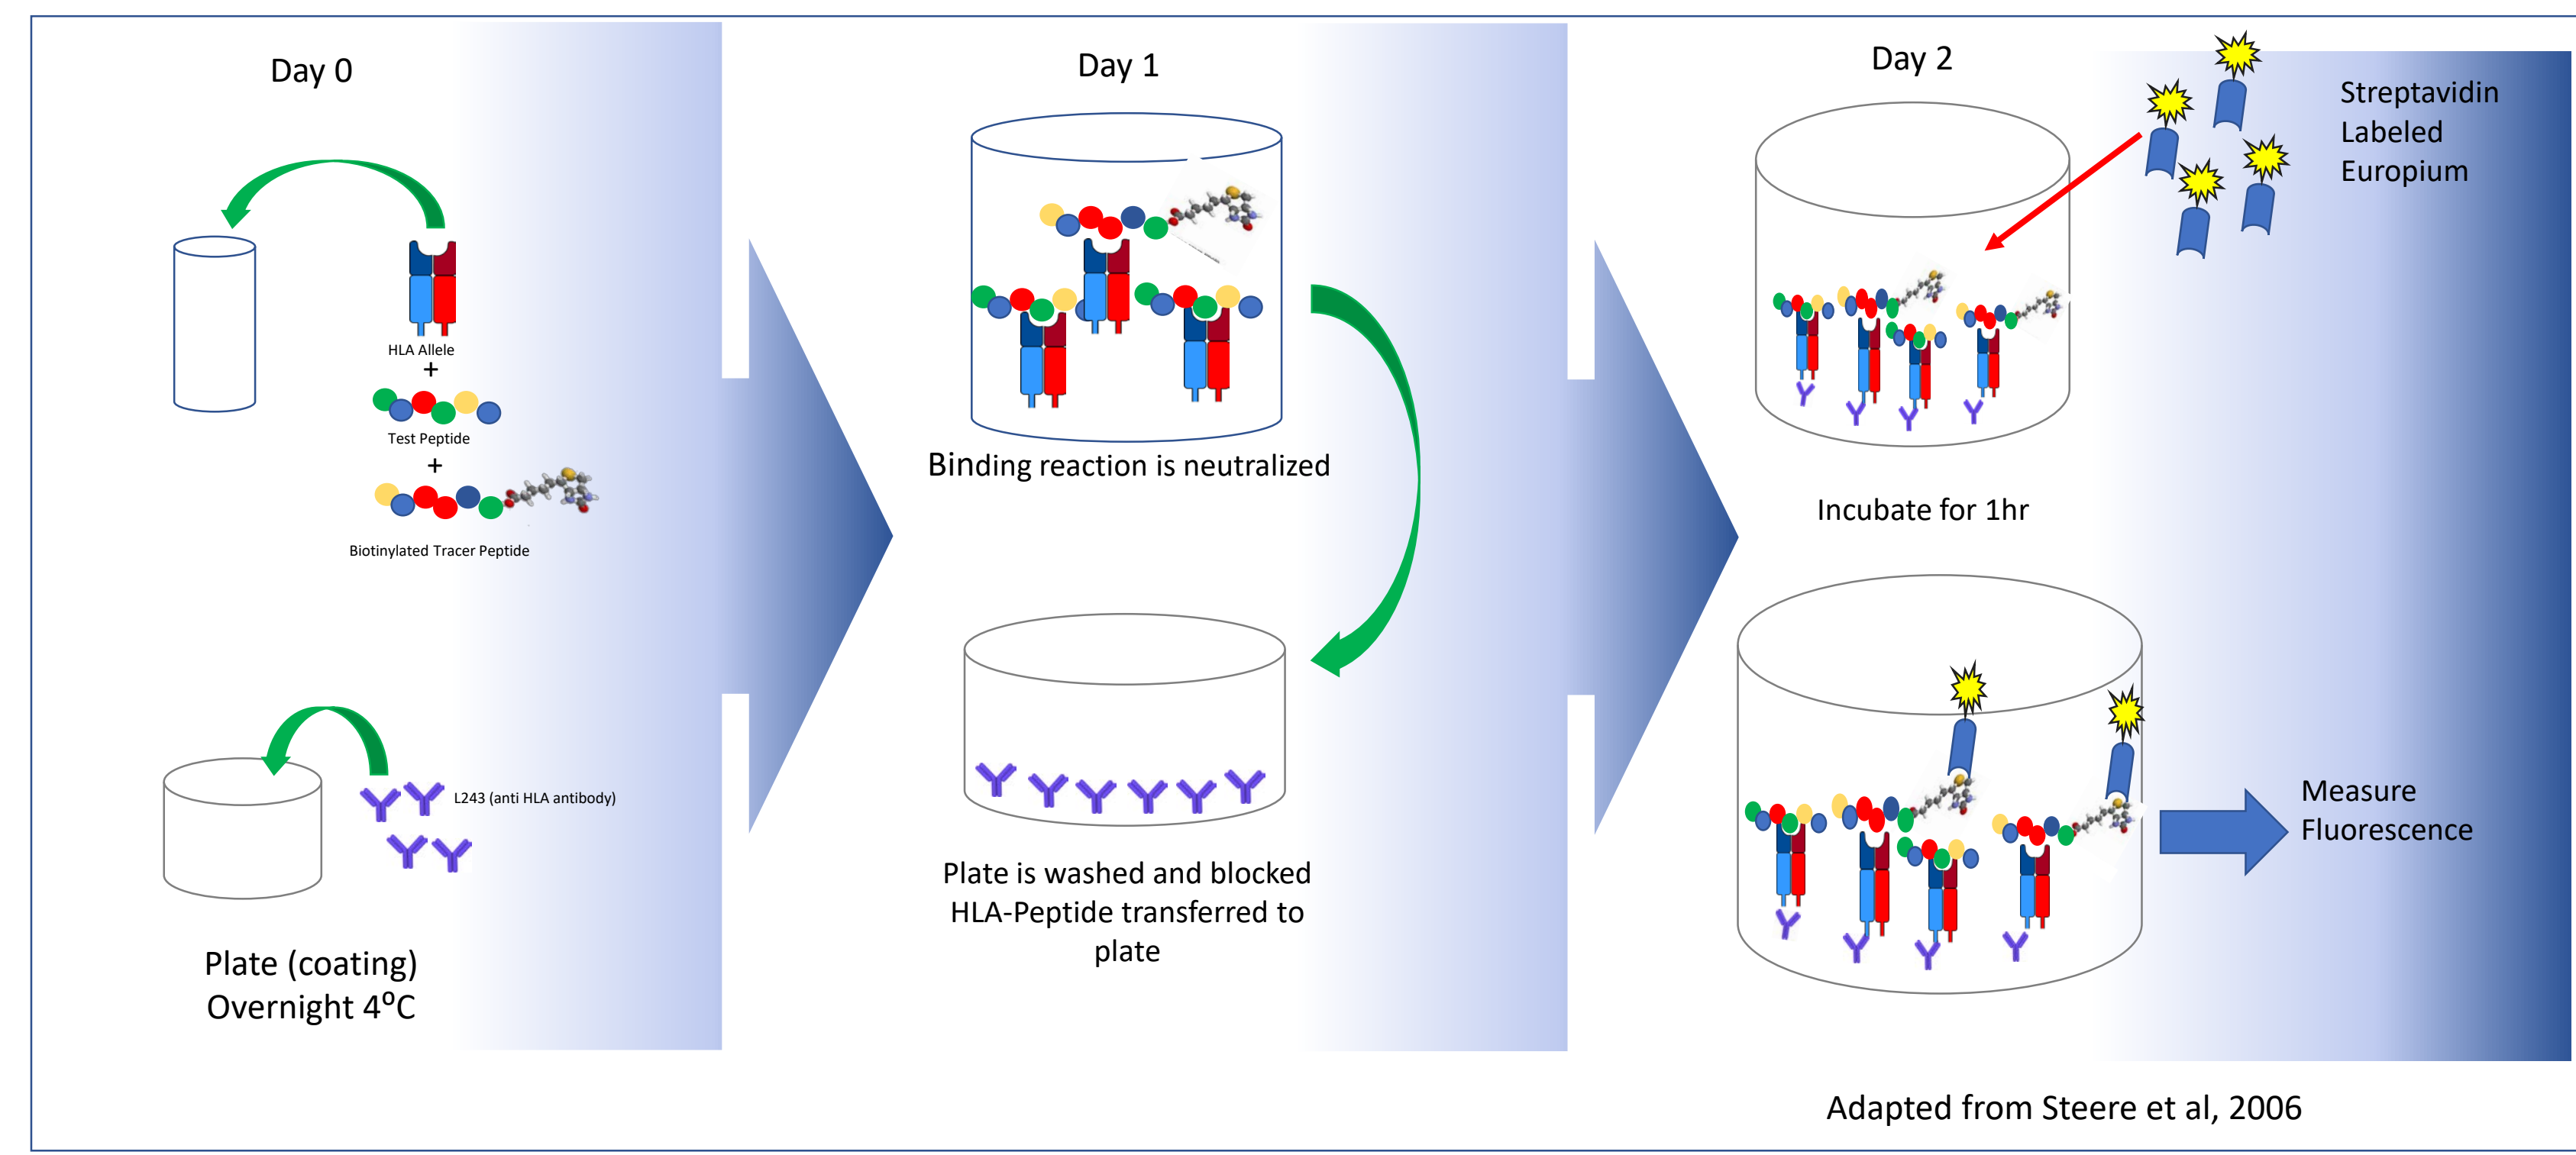 Day 0
HLA Allele
+
Test Peptide
+
Biotinylated Tracer Peptide
L243 (anti HLA antibody)
Plate (coating)
Overnight 4⁰C
Day 1
Binding reaction is neutralized
Plate is washed and blocked
HLA-Peptide transferred to
plate
Day 2
Streptavidin
Labeled
Europium
Incubate for 1hr
Measure
Fluorescence
Adapted from Steere et al, 2006